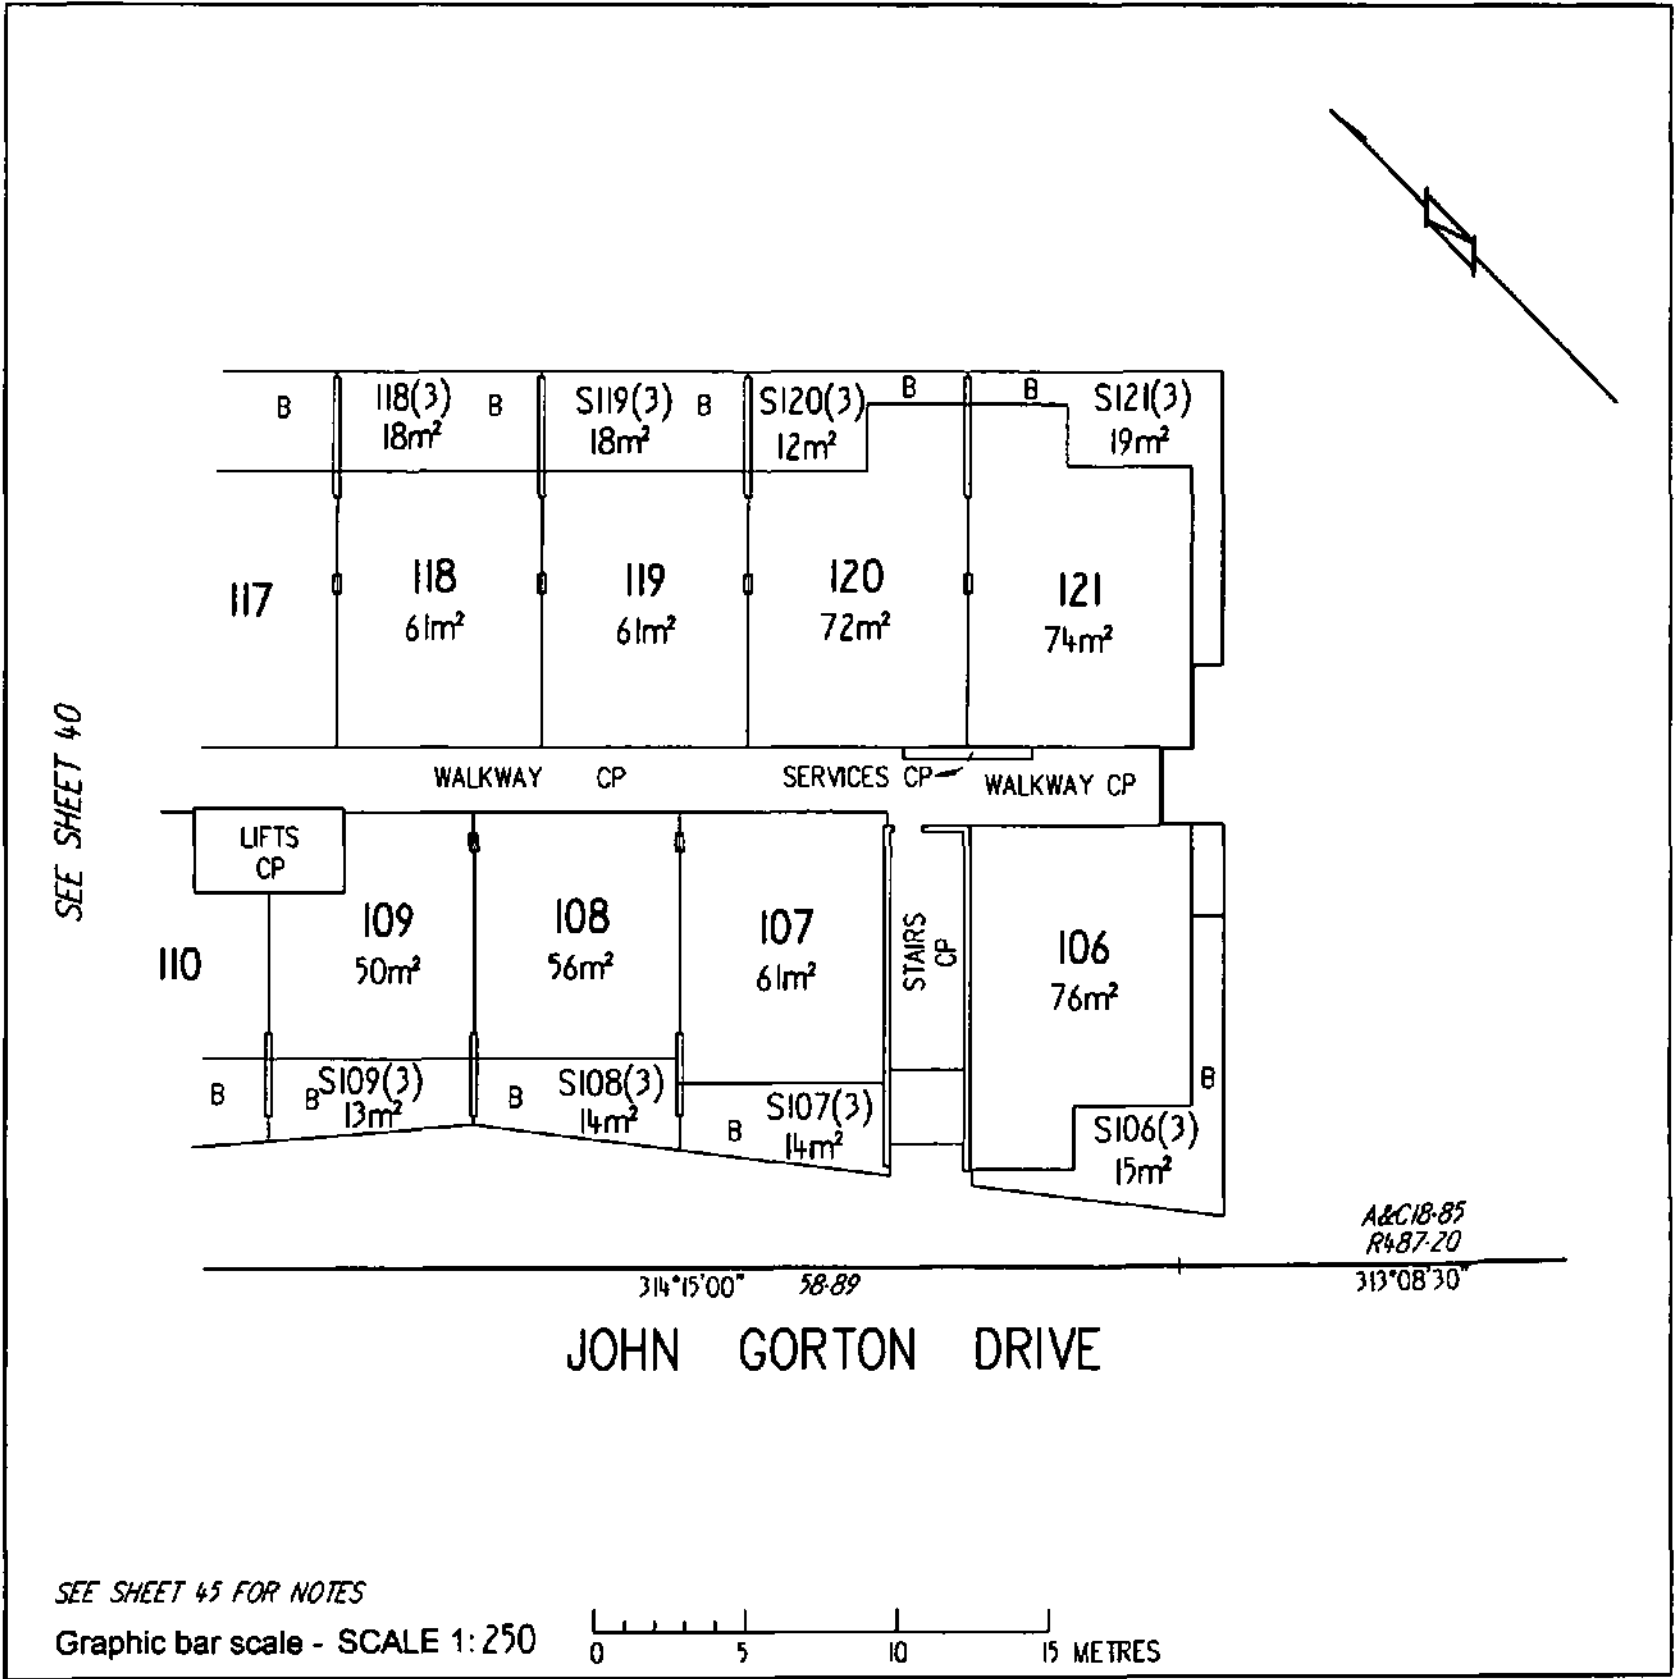 B
118(3)
18m²
B
S119(3)
18m²
B
S120(3)
12m²
B
B
S121(3)
19m²
117
118
61m²
119
61m²
120
72m²
121
74m²
SEE SHEET 40
WALKWAY CP
SERVICES CP
WALKWAY CP
LIFTS
CP
110
109
50m²
108
56m²
107
61m²
STAIRS
CP
106
76m²
B
B
S109(3)
13m²
B
S108(3)
14m²
B
S107(3)
14m²
B
S106(3)
15m²
A&C18·85
R487·20
314°15'00" 58·89
313°08'30"
JOHN GORTON DRIVE
SEE SHEET 45 FOR NOTES
Graphic bar scale - SCALE 1:250
0 5 10 15 METRES